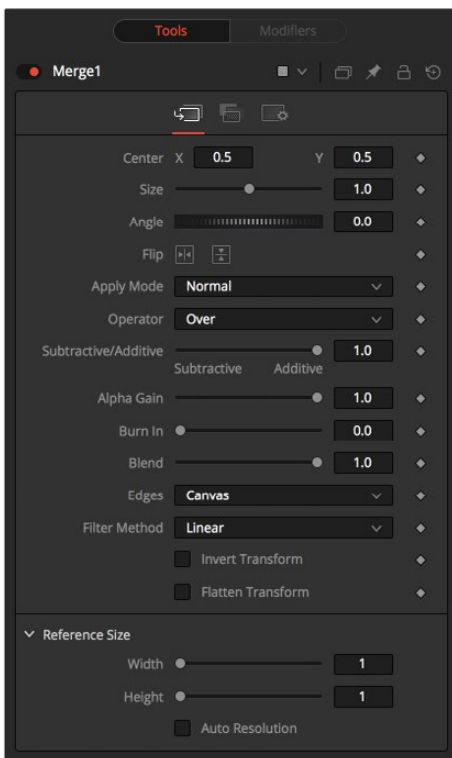 Tools Modifiers
Merge1
Center X 0.5 Y 0.5
Size 1.0
Angle 0.0
Flip
Apply Mode Normal
Operator Over
Subtractive/Additive 1.0
Subtractive Additive
Alpha Gain 1.0
Burn In 0.0
Blend 1.0
Edges Canvas
Filter Method Linear
Invert Transform
Flatten Transform
Reference Size
Width 1
Height 1
Auto Resolution